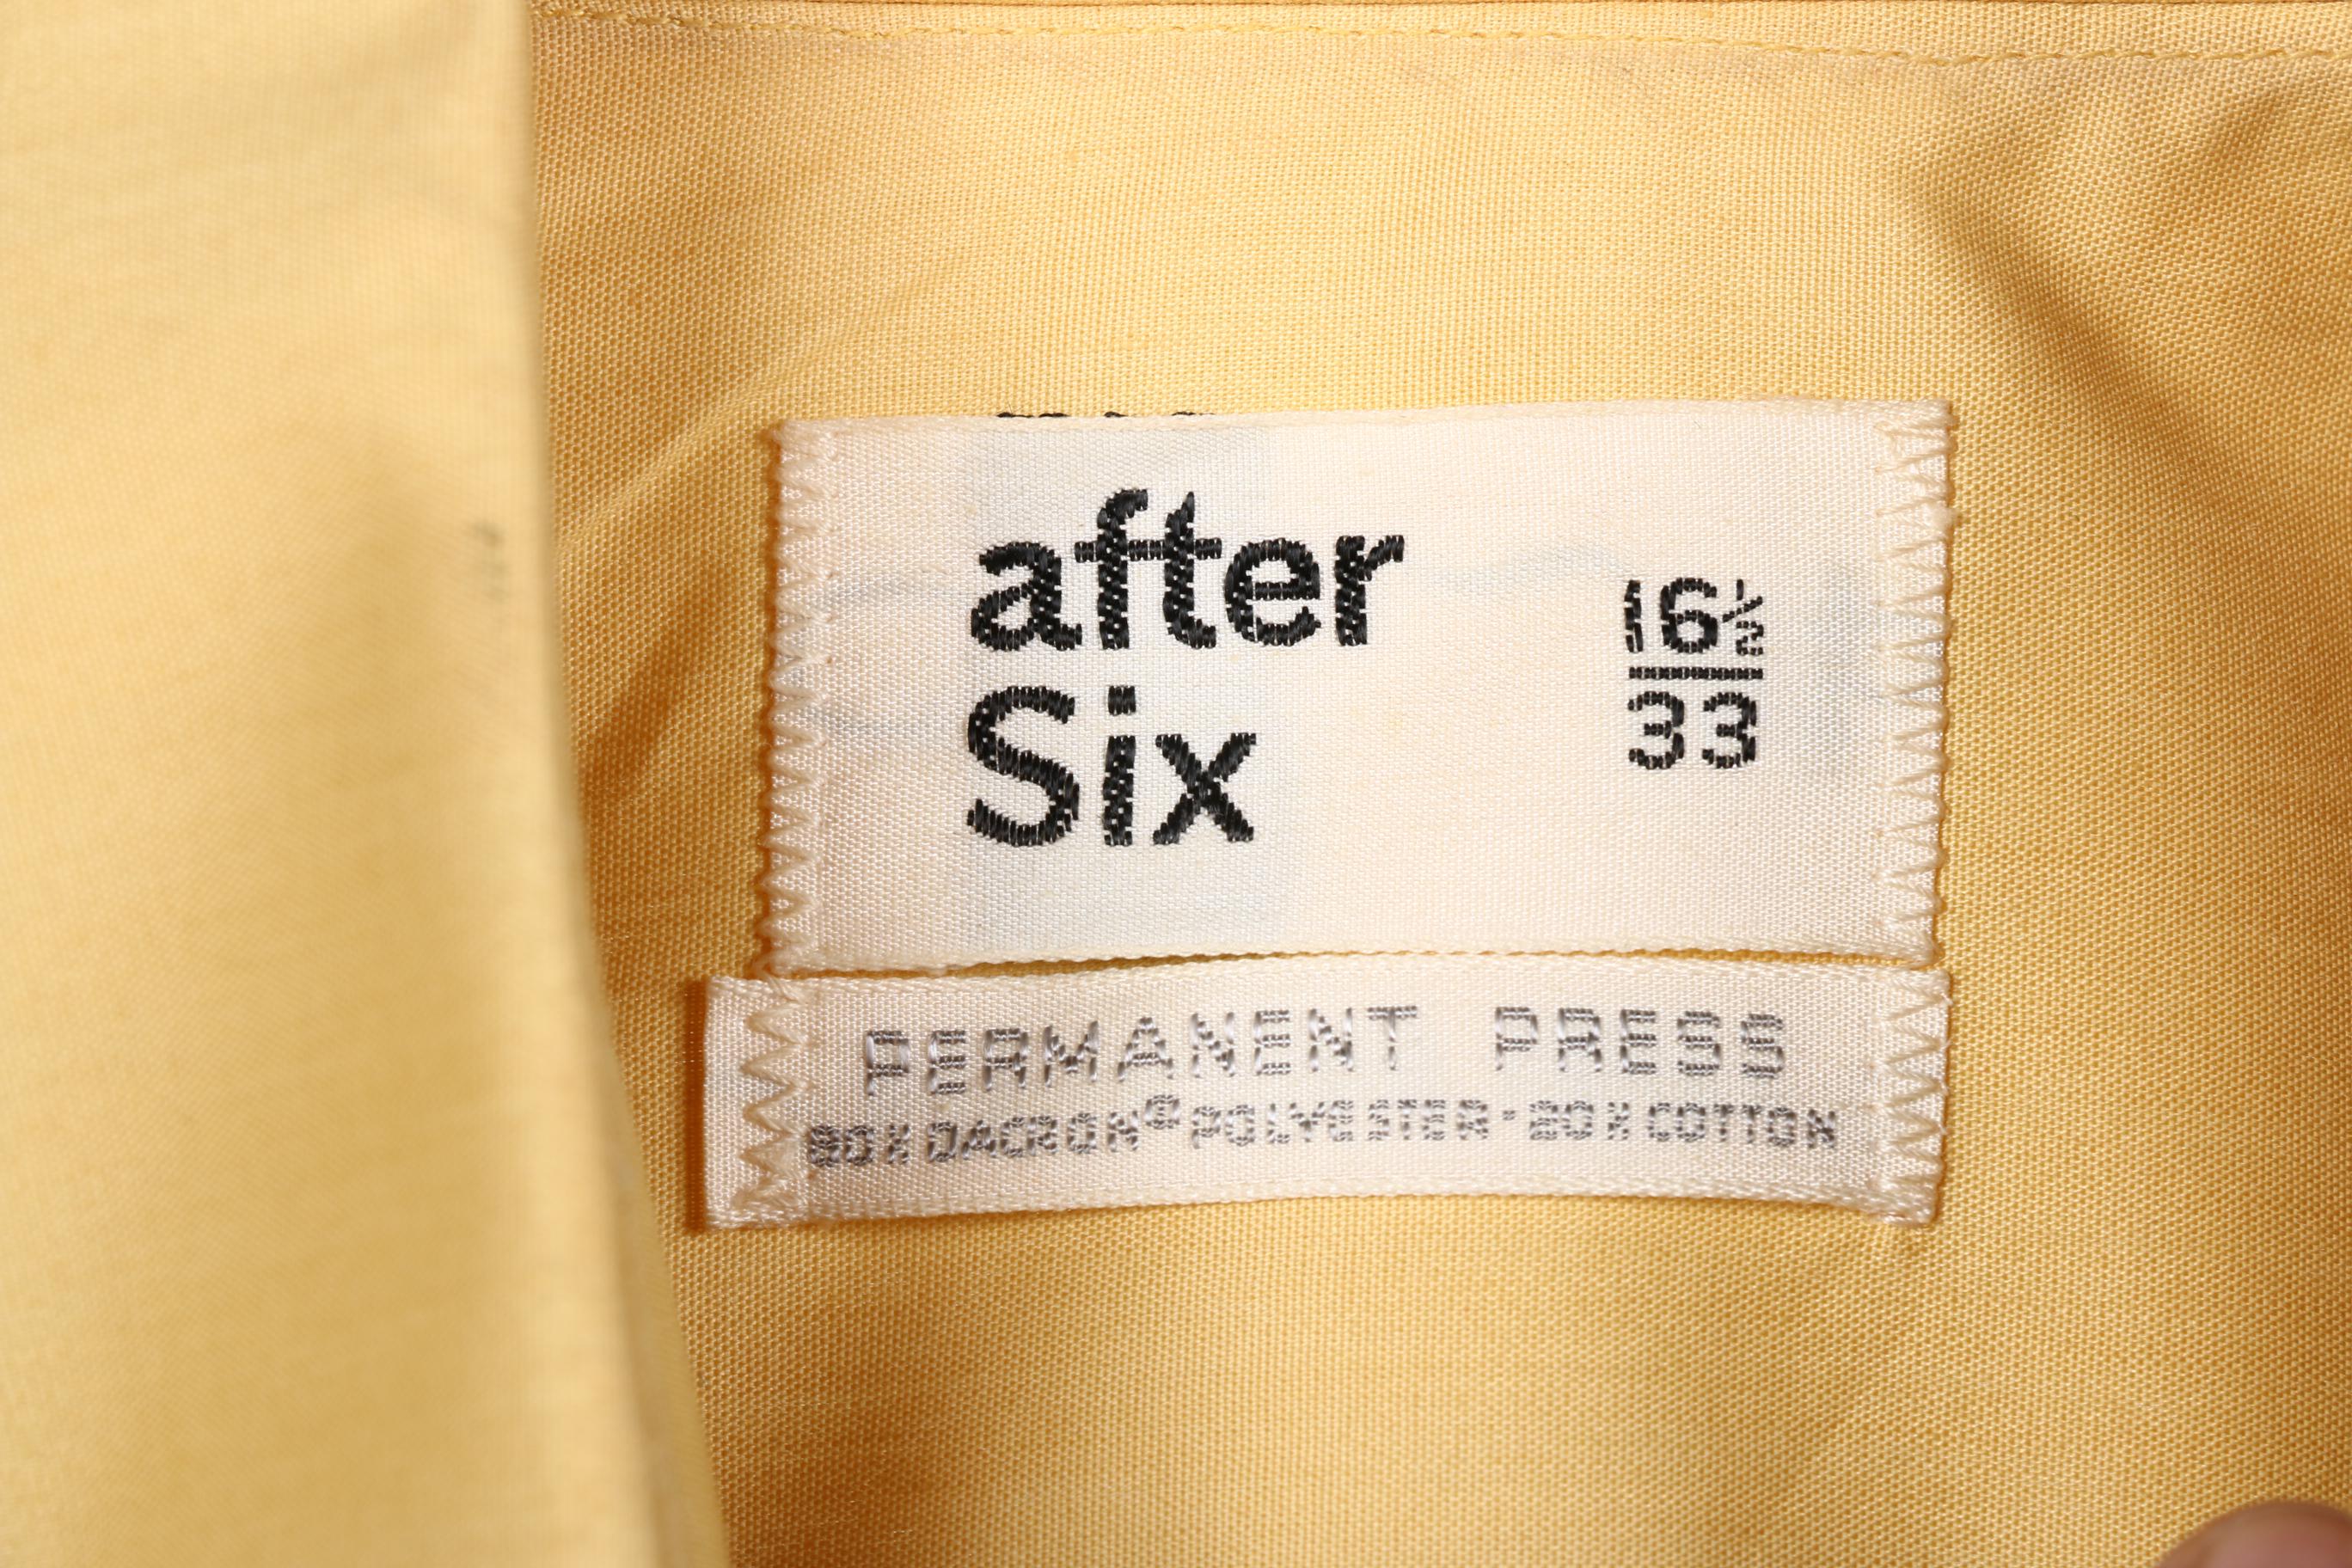 after
Six
16½
33
PERMANENT PRESS
80% DACRON® POLYESTER · 20% COTTON